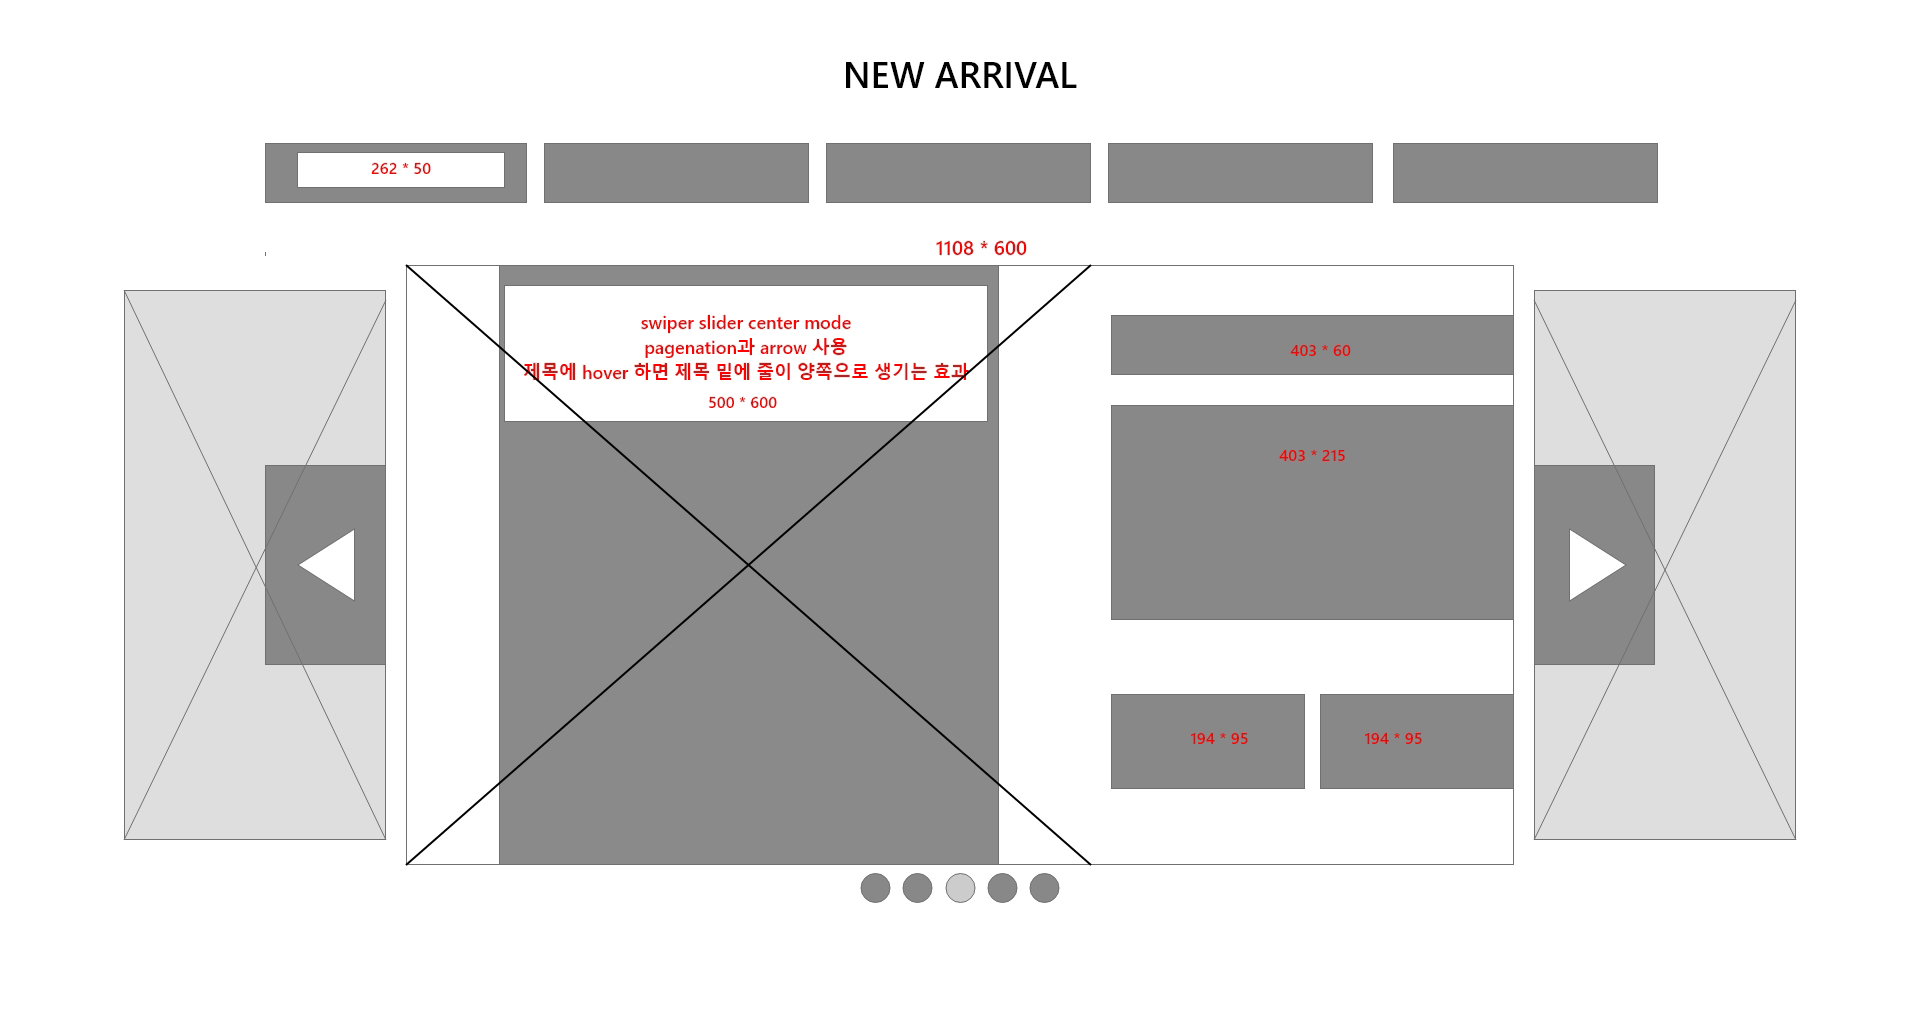 NEW ARRIVAL
262 * 50
1108 * 600
swiper slider center mode
pagenation과 arrow 사용
제목에 hover 하면 제목 밑에 줄이 양쪽으로 생기는 효과
500 * 600
403 * 60
403 * 215
194 * 95
194 * 95